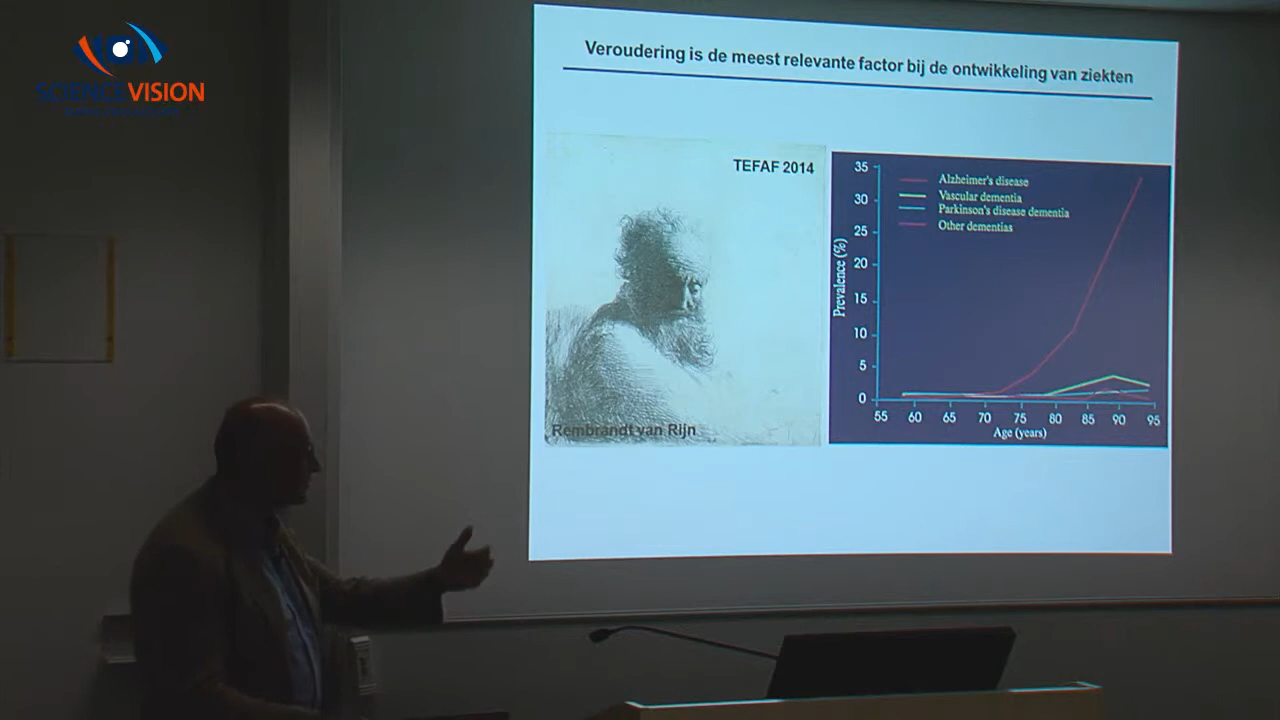 SCIENCEVISION
Veroudering is de meest relevante factor bij de ontwikkeling van ziekten
TEFAF 2014
Rembrandt van Rijn
35
30
25
20
15
10
5
0
Prevalence (%)
Alzheimer's disease
Vascular dementia
Parkinson's disease dementia
Other dementias
55 60 65 70 75 80 85 90 95
Age (years)